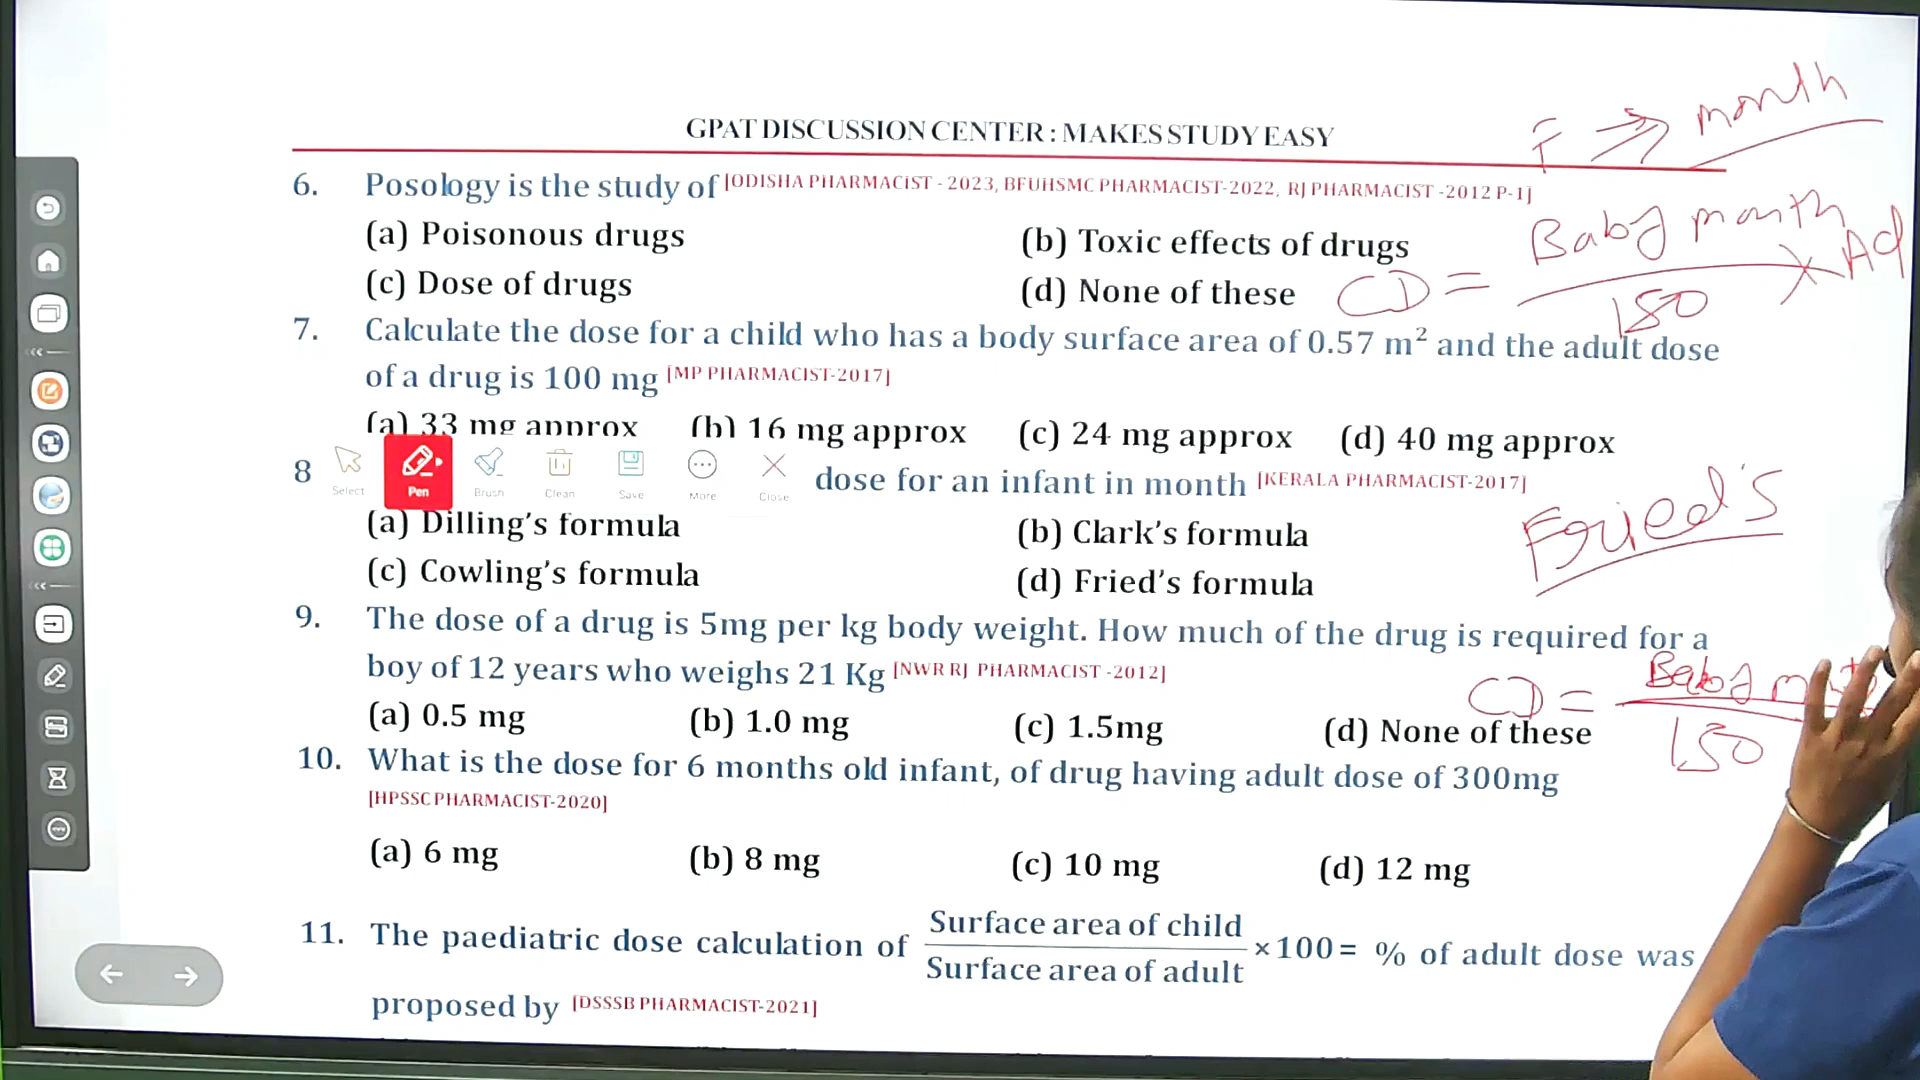 GPAT DISCUSSION CENTER : MAKES STUDY EASY
F ⇒ month
6. Posology is the study of [ODISHA PHARMACIST - 2023, BFUHSMC PHARMACIST-2022, RJ PHARMACIST -2012 P-1]
(a) Poisonous drugs (b) Toxic effects of drugs
(c) Dose of drugs (d) None of these
CD = Baby month / 150 × Ad
7. Calculate the dose for a child who has a body surface area of 0.57 m² and the adult dose
of a drug is 100 mg [MP PHARMACIST-2017]
(a) 33 mg approx (b) 16 mg approx (c) 24 mg approx (d) 40 mg approx
Select Pen Brush Clean Save More Close
8 dose for an infant in month [KERALA PHARMACIST-2017]
(a) Dilling's formula (b) Clark's formula
(c) Cowling's formula (d) Fried's formula
Fried's
9. The dose of a drug is 5mg per kg body weight. How much of the drug is required for a
boy of 12 years who weighs 21 Kg [NWR RJ PHARMACIST -2012]
(a) 0.5 mg (b) 1.0 mg (c) 1.5mg (d) None of these
CD = Baby / 150
10. What is the dose for 6 months old infant, of drug having adult dose of 300mg
[HPSSC PHARMACIST-2020]
(a) 6 mg (b) 8 mg (c) 10 mg (d) 12 mg
11. The paediatric dose calculation of Surface area of child / Surface area of adult ×100= % of adult dose was
proposed by [DSSSB PHARMACIST-2021]